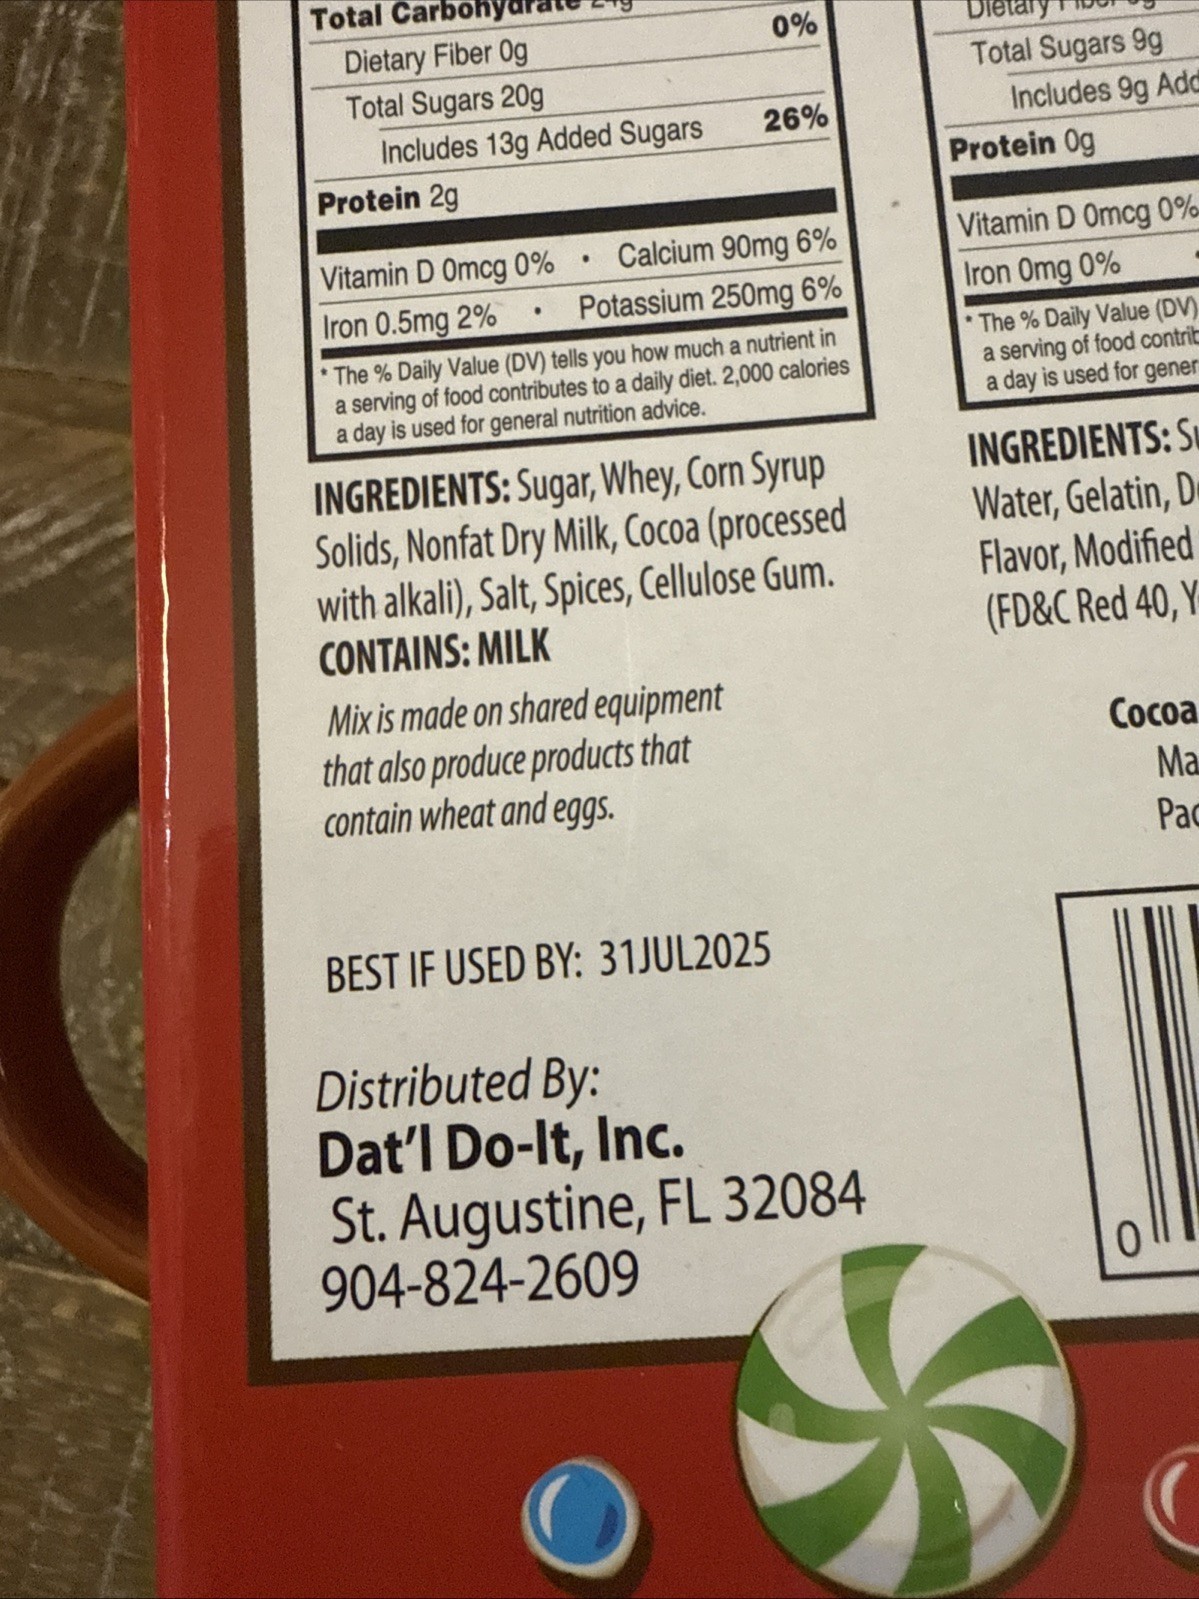 Total Carbohydrate
Dietary Fiber 0g 0%
Total Sugars 20g
Includes 13g Added Sugars 26%
Protein 2g
Vitamin D 0mcg 0% • Calcium 90mg 6%
Iron 0.5mg 2% • Potassium 250mg 6%
* The % Daily Value (DV) tells you how much a nutrient in
a serving of food contributes to a daily diet. 2,000 calories
a day is used for general nutrition advice.
INGREDIENTS: Sugar, Whey, Corn Syrup
Solids, Nonfat Dry Milk, Cocoa (processed
with alkali), Salt, Spices, Cellulose Gum.
CONTAINS: MILK
Mix is made on shared equipment
that also produce products that
contain wheat and eggs.
BEST IF USED BY: 31JUL2025
Distributed By:
Dat'l Do-It, Inc.
St. Augustine, FL 32084
904-824-2609
Dietary
Total Sugars 9g
Includes 9g
Protein 0g
Vitamin D 0mcg 0%
Iron 0mg 0%
* The % Daily Value (DV)
a serving of food
a day is used for
INGREDIENTS:
Water, Gelatin,
Flavor, Modified
(FD&C Red 40,
Cocoa
0